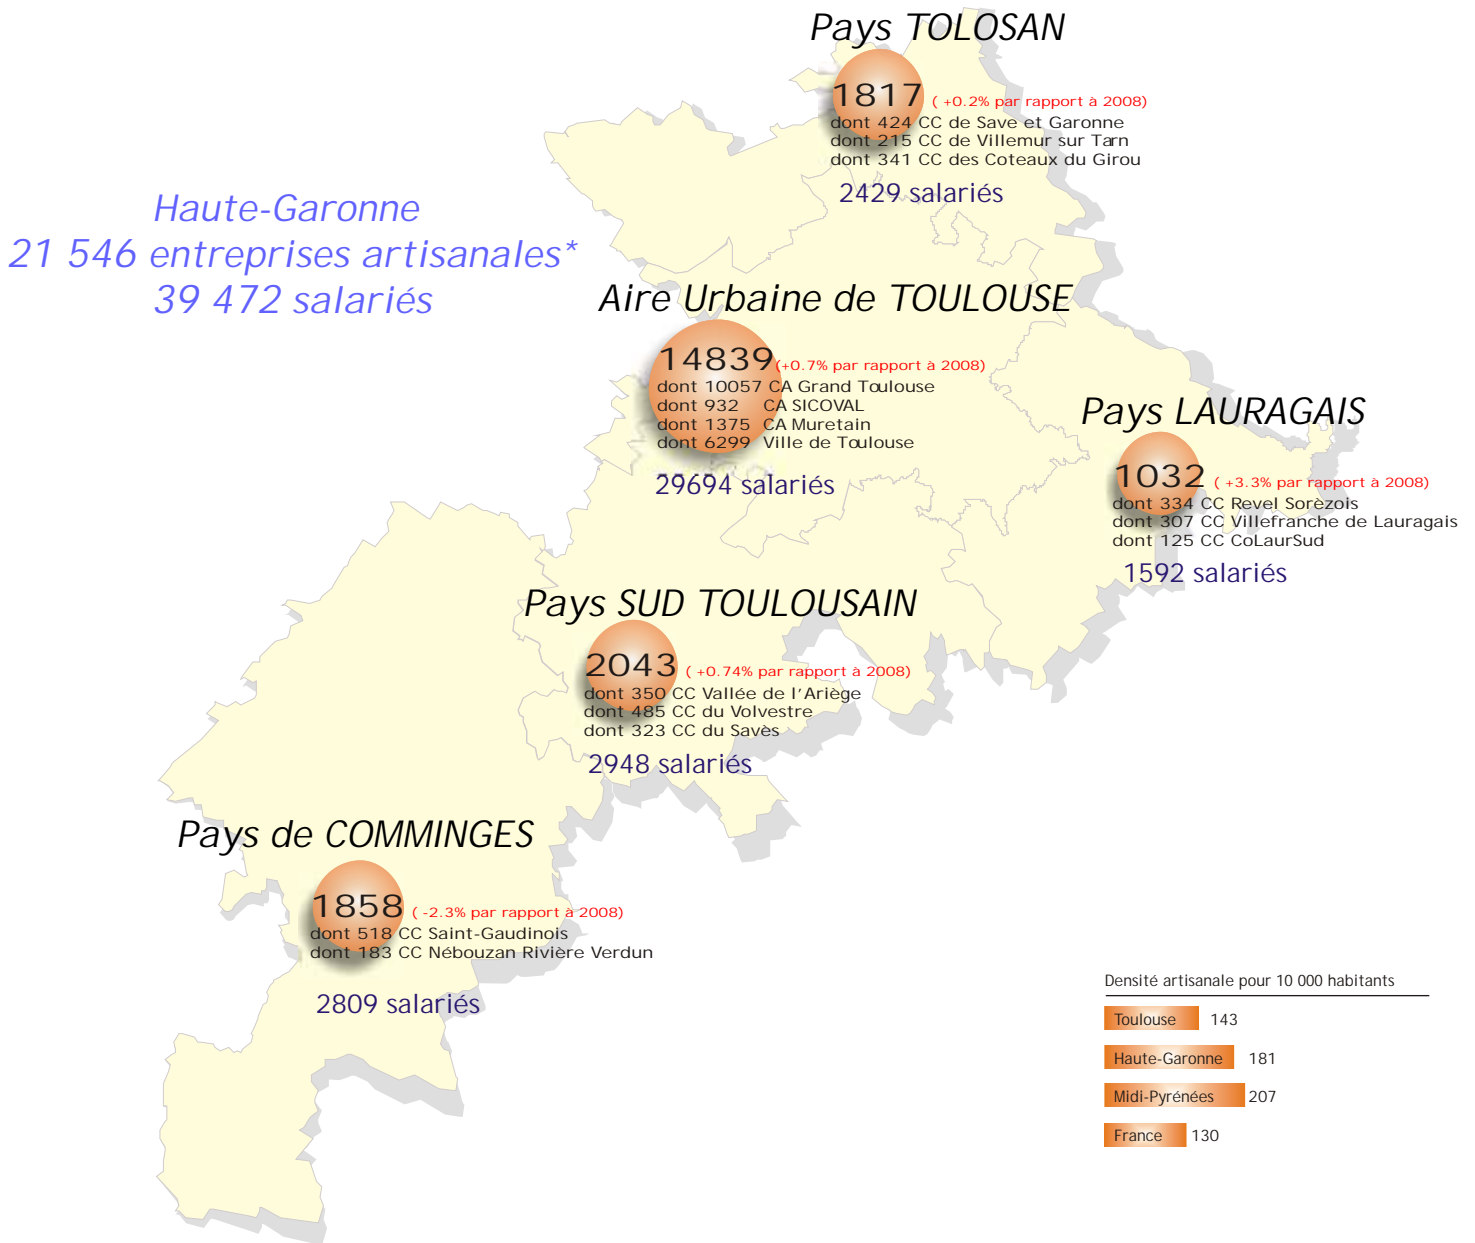 Pays TOLOSAN
1817 ( +0.2% par rapport à 2008)
dont 424 CC de Save et Garonne
dont 215 CC de Villemur sur Tarn
dont 341 CC des Coteaux du Girou
2429 salariés
Haute-Garonne
21 546 entreprises artisanales*
39 472 salariés
Aire Urbaine de TOULOUSE
14839 (+0.7% par rapport à 2008)
dont 10057 CA Grand Toulouse
dont 932 CA SICOVAL
dont 1375 CA Muretain
dont 6299 Ville de Toulouse
29694 salariés
Pays LAURAGAIS
1032 ( +3.3% par rapport à 2008)
dont 334 CC Revel Sorèzois
dont 307 CC Villefranche de Lauragais
dont 125 CC CoLaurSud
1592 salariés
Pays SUD TOULOUSAIN
2043 ( +0.74% par rapport à 2008)
dont 350 CC Vallée de l'Ariège
dont 485 CC du Volvestre
dont 323 CC du Savès
2948 salariés
Pays de COMMINGES
1858 ( -2.3% par rapport à 2008)
dont 518 CC Saint-Gaudinois
dont 183 CC Nébouzan Rivière Verdun
2809 salariés
Densité artisanale pour 10 000 habitants
Toulouse 143
Haute-Garonne 181
Midi-Pyrénées 207
France 130